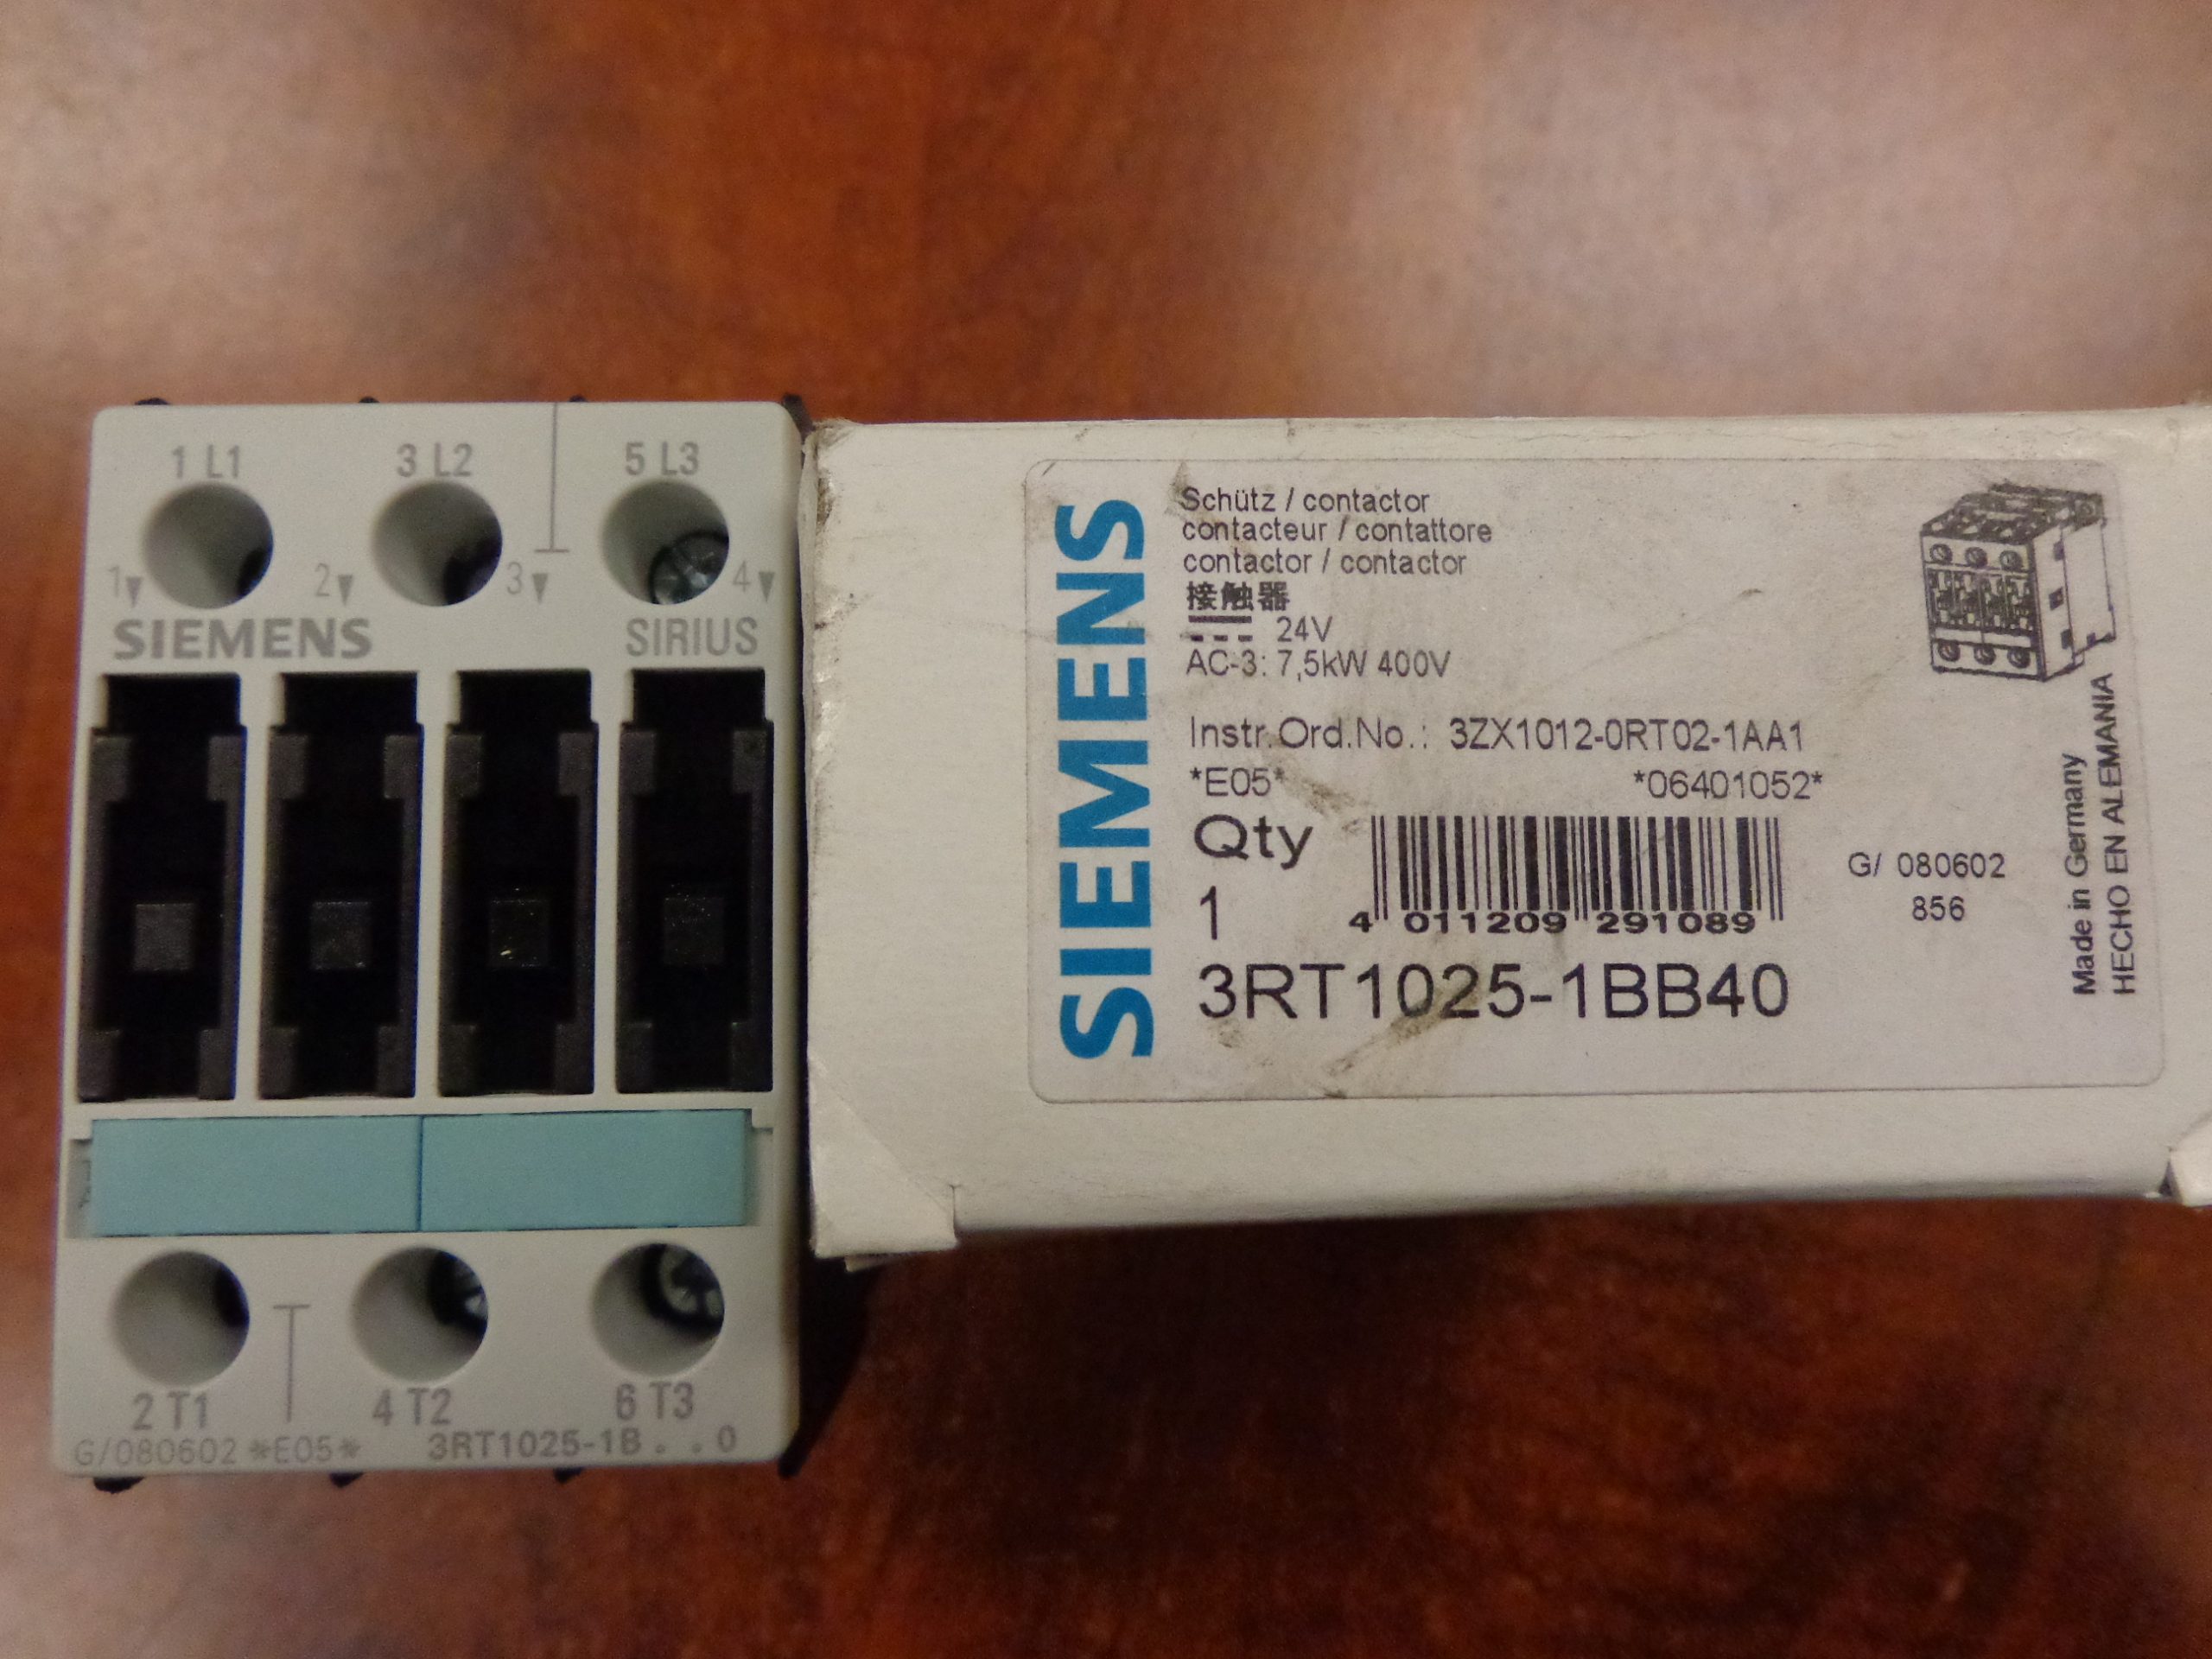 1 L1 3 L2 5 L3
1 2 3 4
SIEMENS SIRIUS
2 T1 4 T2 6 T3
G/080602 *E05* 3RT1025-1B..0
SIEMENS
Schütz / contactor
contacteur / contattore
contactor / contactor
接触器
24V
AC-3: 7,5kW 400V
Instr.Ord.No.: 3ZX1012-0RT02-1AA1
*E05* *06401052*
Qty
1
4 011209 291089
3RT1025-1BB40
G/ 080602
856
Made in Germany
HECHO EN ALEMANIA